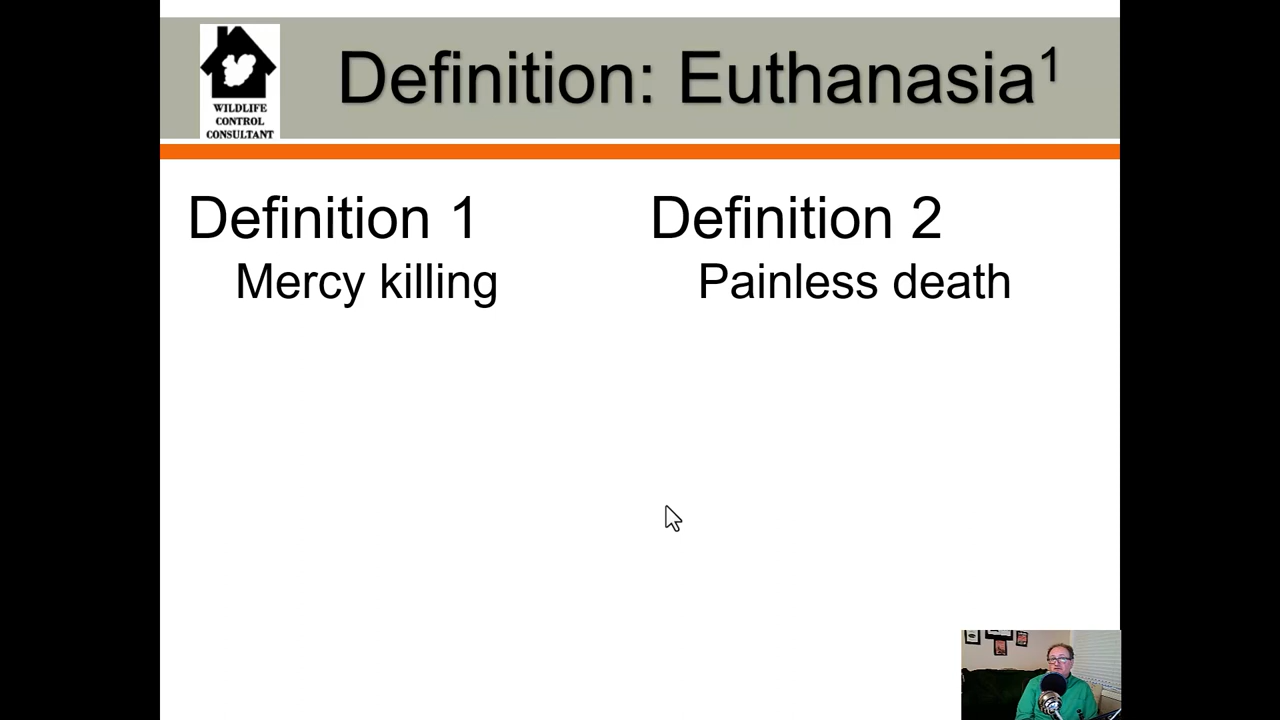 WILDLIFE
CONTROL
CONSULTANT
Definition: Euthanasia¹
Definition 1
Mercy killing
Definition 2
Painless death